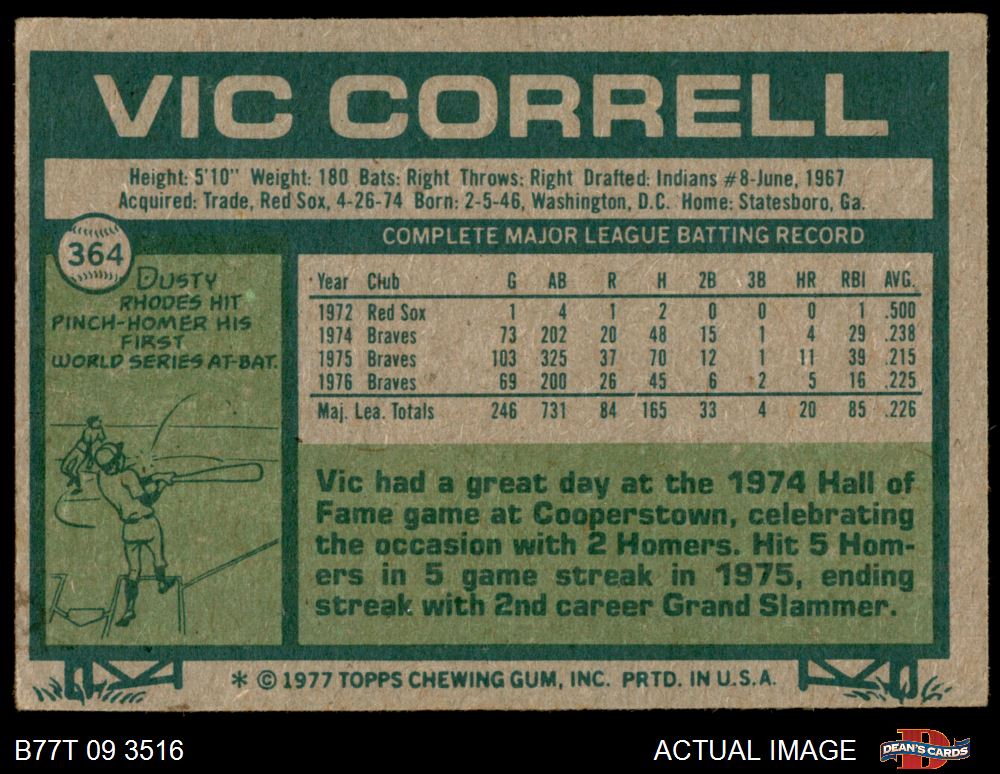 VIC CORRELL
Height: 5'10" Weight: 180 Bats: Right Throws: Right Drafted: Indians #8-June, 1967
Acquired: Trade, Red Sox, 4-26-74 Born: 2-5-46, Washington, D.C. Home: Statesboro, Ga.
364
DUSTY
RHODES HIT
PINCH-HOMER HIS
FIRST
WORLD SERIES AT-BAT.
COMPLETE MAJOR LEAGUE BATTING RECORD
Year Club G AB R H 2B 3B HR RBI AVG.
1972 Red Sox 1 4 1 2 0 0 0 1 .500
1974 Braves 73 202 20 48 15 1 4 29 .238
1975 Braves 103 325 37 70 12 1 11 39 .215
1976 Braves 69 200 26 45 6 2 5 16 .225
Maj. Lea. Totals 246 731 84 165 33 4 20 85 .226
Vic had a great day at the 1974 Hall of
Fame game at Cooperstown, celebrating
the occasion with 2 Homers. Hit 5 Hom-
ers in 5 game streak in 1975, ending
streak with 2nd career Grand Slammer.
* © 1977 TOPPS CHEWING GUM, INC. PRTD. IN U.S.A.
B77T 09 3516
ACTUAL IMAGE
DEAN'S CARDS